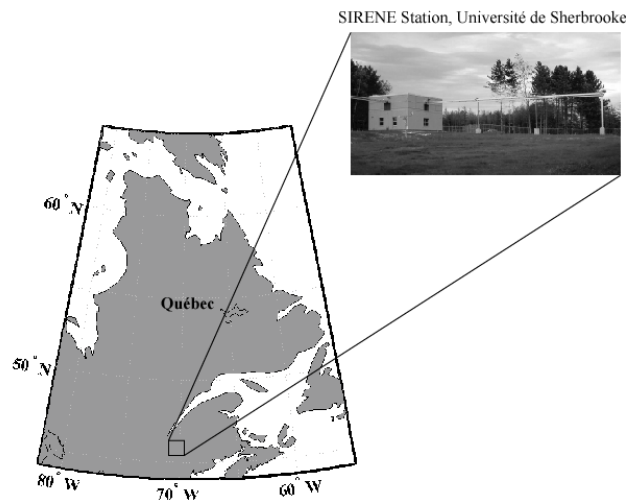 SIRENE Station, Université de Sherbrooke
60° N
Québec
50° N
80° W
70° W
60° W